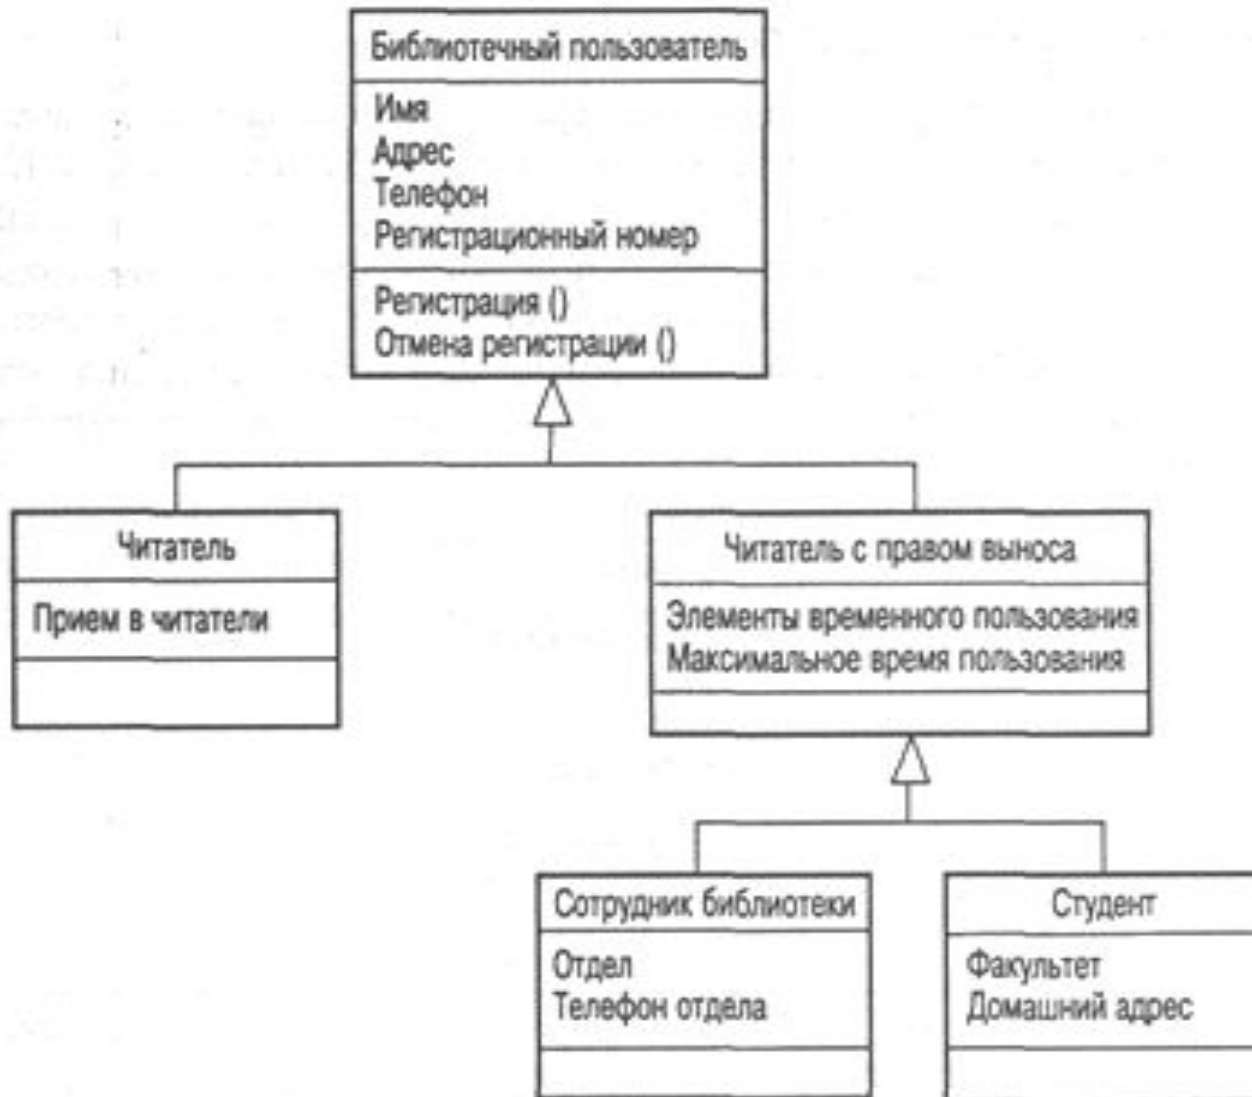 Библиотечный пользователь
Имя
Адрес
Телефон
Регистрационный номер
Регистрация ()
Отмена регистрации ()
Читатель
Прием в читатели
Читатель с правом выноса
Элементы временного пользования
Максимальное время пользования
Сотрудник библиотеки
Отдел
Телефон отдела
Студент
Факультет
Домашний адрес